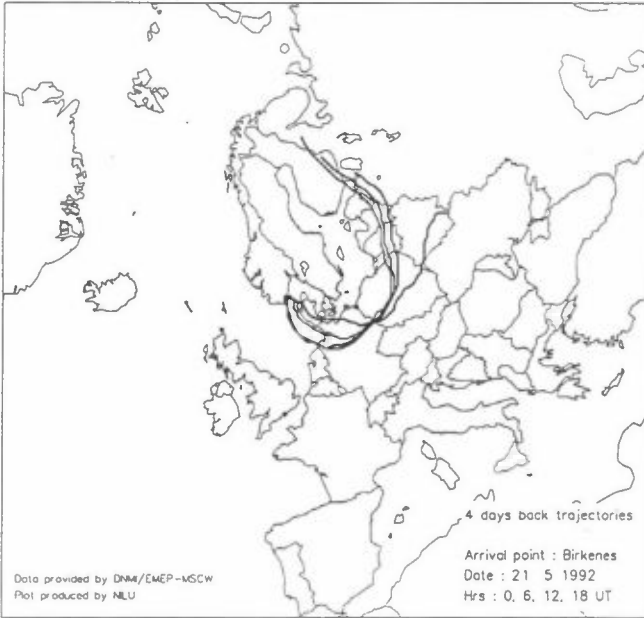 4 days back trajectories
Arrival point : Birkenes
Date : 21 5 1992
Hrs : 0, 6, 12, 18 UT
Data provided by DNMI/EMEP-MSCW
Plot produced by NILU